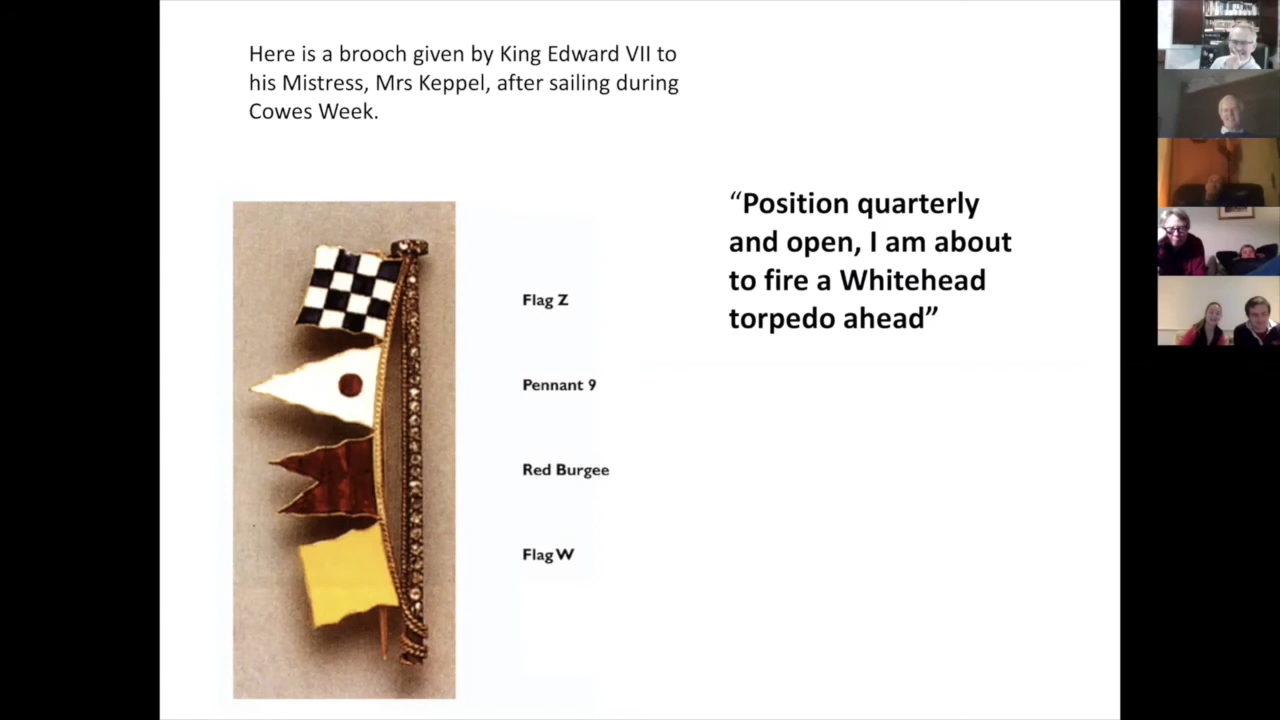 Here is a brooch given by King Edward VII to
his Mistress, Mrs Keppel, after sailing during
Cowes Week.
“Position quarterly
and open, I am about
to fire a Whitehead
torpedo ahead”
Flag Z
Pennant 9
Red Burgee
Flag W